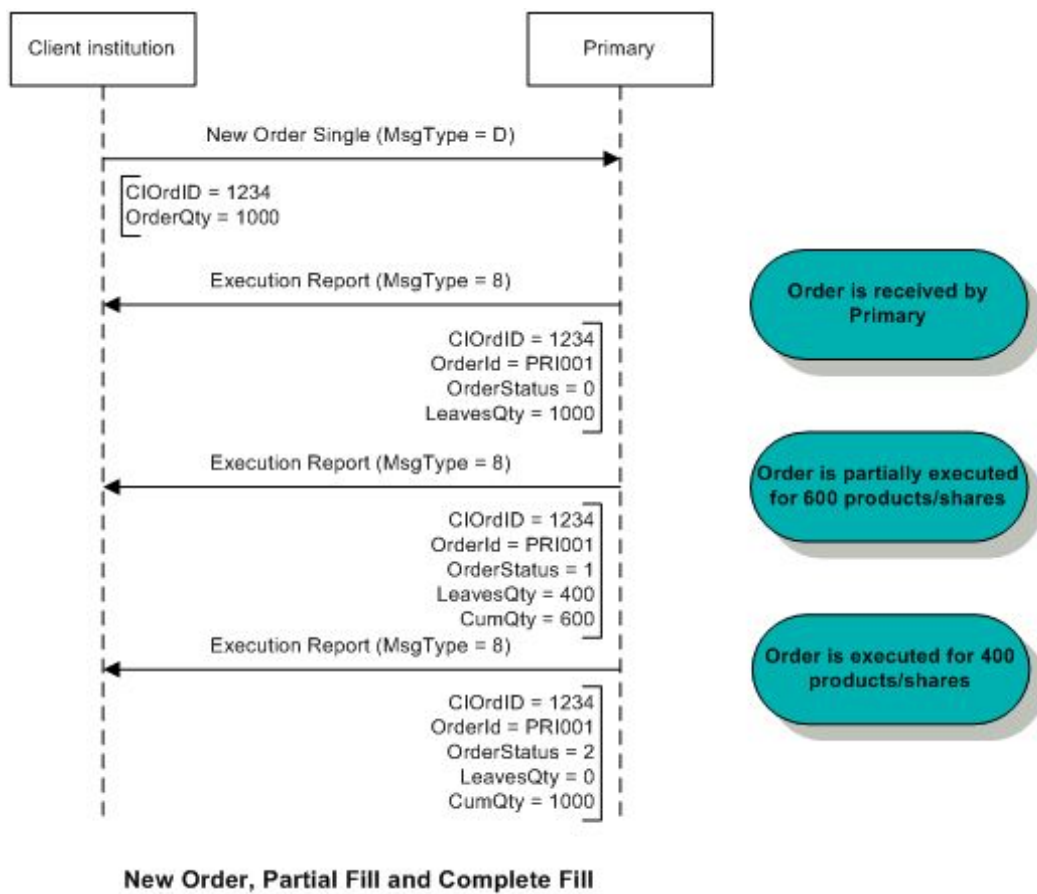 Client institution
Primary
New Order Single (MsgType = D)
ClOrdID = 1234
OrderQty = 1000
Execution Report (MsgType = 8)
Order is received by
Primary
ClOrdID = 1234
OrderId = PRI001
OrderStatus = 0
LeavesQty = 1000
Execution Report (MsgType = 8)
Order is partially executed
for 600 products/shares
ClOrdID = 1234
OrderId = PRI001
OrderStatus = 1
LeavesQty = 400
CumQty = 600
Execution Report (MsgType = 8)
Order is executed for 400
products/shares
ClOrdID = 1234
OrderId = PRI001
OrderStatus = 2
LeavesQty = 0
CumQty = 1000
New Order, Partial Fill and Complete Fill